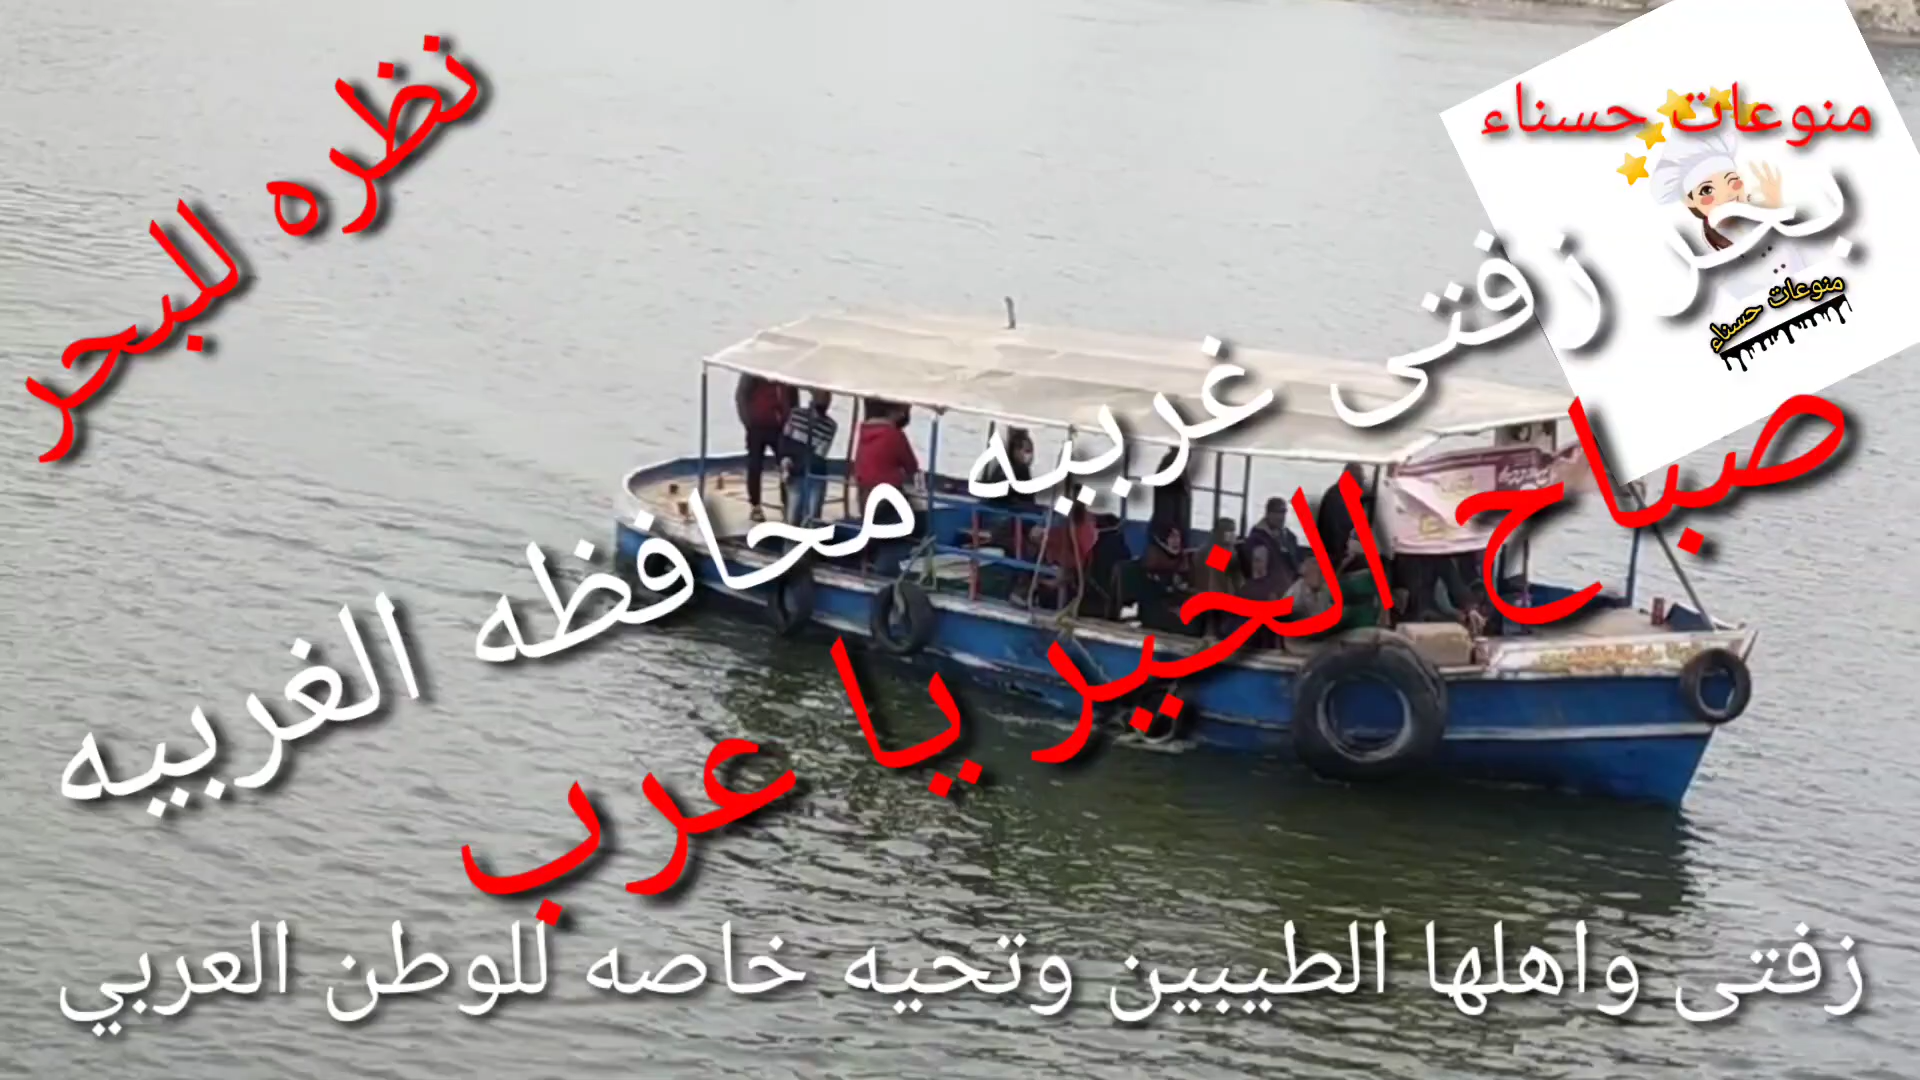 نظره للبحر
منوعات حسناء
منوعات حسناء
بحر زفتى غربيه محافظه الغربيه
صباح الخير يا عرب
زفتى واهلها الطيبين وتحيه خاصه للوطن العربي